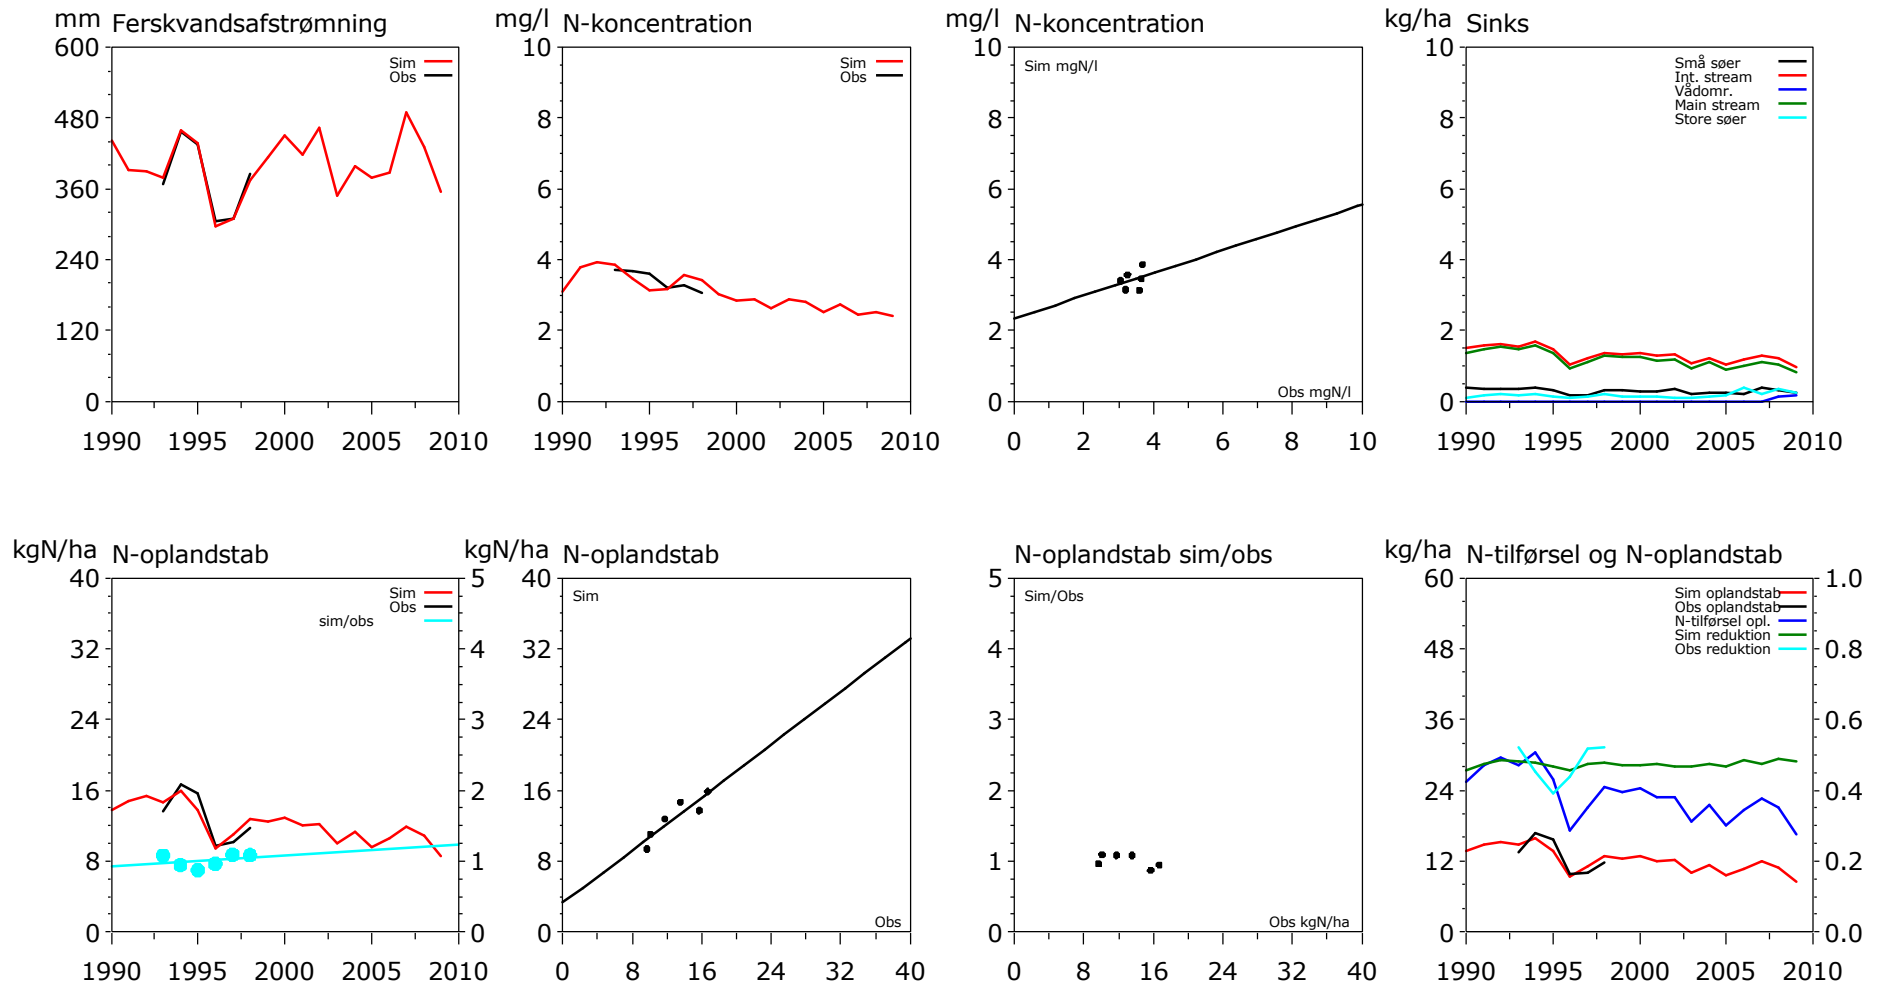 mm Ferskvandsafstrømning
600
480
360
240
120
0
1990 1995 2000 2005 2010
Sim
Obs
mg/l N-koncentration
10
8
6
4
2
0
1990 1995 2000 2005 2010
Sim
Obs
mg/l N-koncentration
Sim mgN/l
10
8
6
4
2
0
0 2 4 6 8 10
Obs mgN/l
kg/ha Sinks
10
8
6
4
2
0
1990 1995 2000 2005 2010
Små søer
Int. stream
Vådomr.
Main stream
Store søer
kgN/ha N-oplandstab
40
32
24
16
8
0
1990 1995 2000 2005 2010
Sim
Obs
sim/obs
5
4
3
2
1
0
kgN/ha N-oplandstab
Sim
40
32
24
16
8
0
0 8 16 24 32 40
Obs
N-oplandstab sim/obs
Sim/Obs
5
4
3
2
1
0
0 8 16 24 32 40
Obs kgN/ha
kg/ha N-tilførsel og N-oplandstab
60
48
36
24
12
0
1990 1995 2000 2005 2010
Sim oplandstab
Obs oplandstab
N-tilførsel opl.
Sim reduktion
Obs reduktion
1.0
0.8
0.6
0.4
0.2
0.0